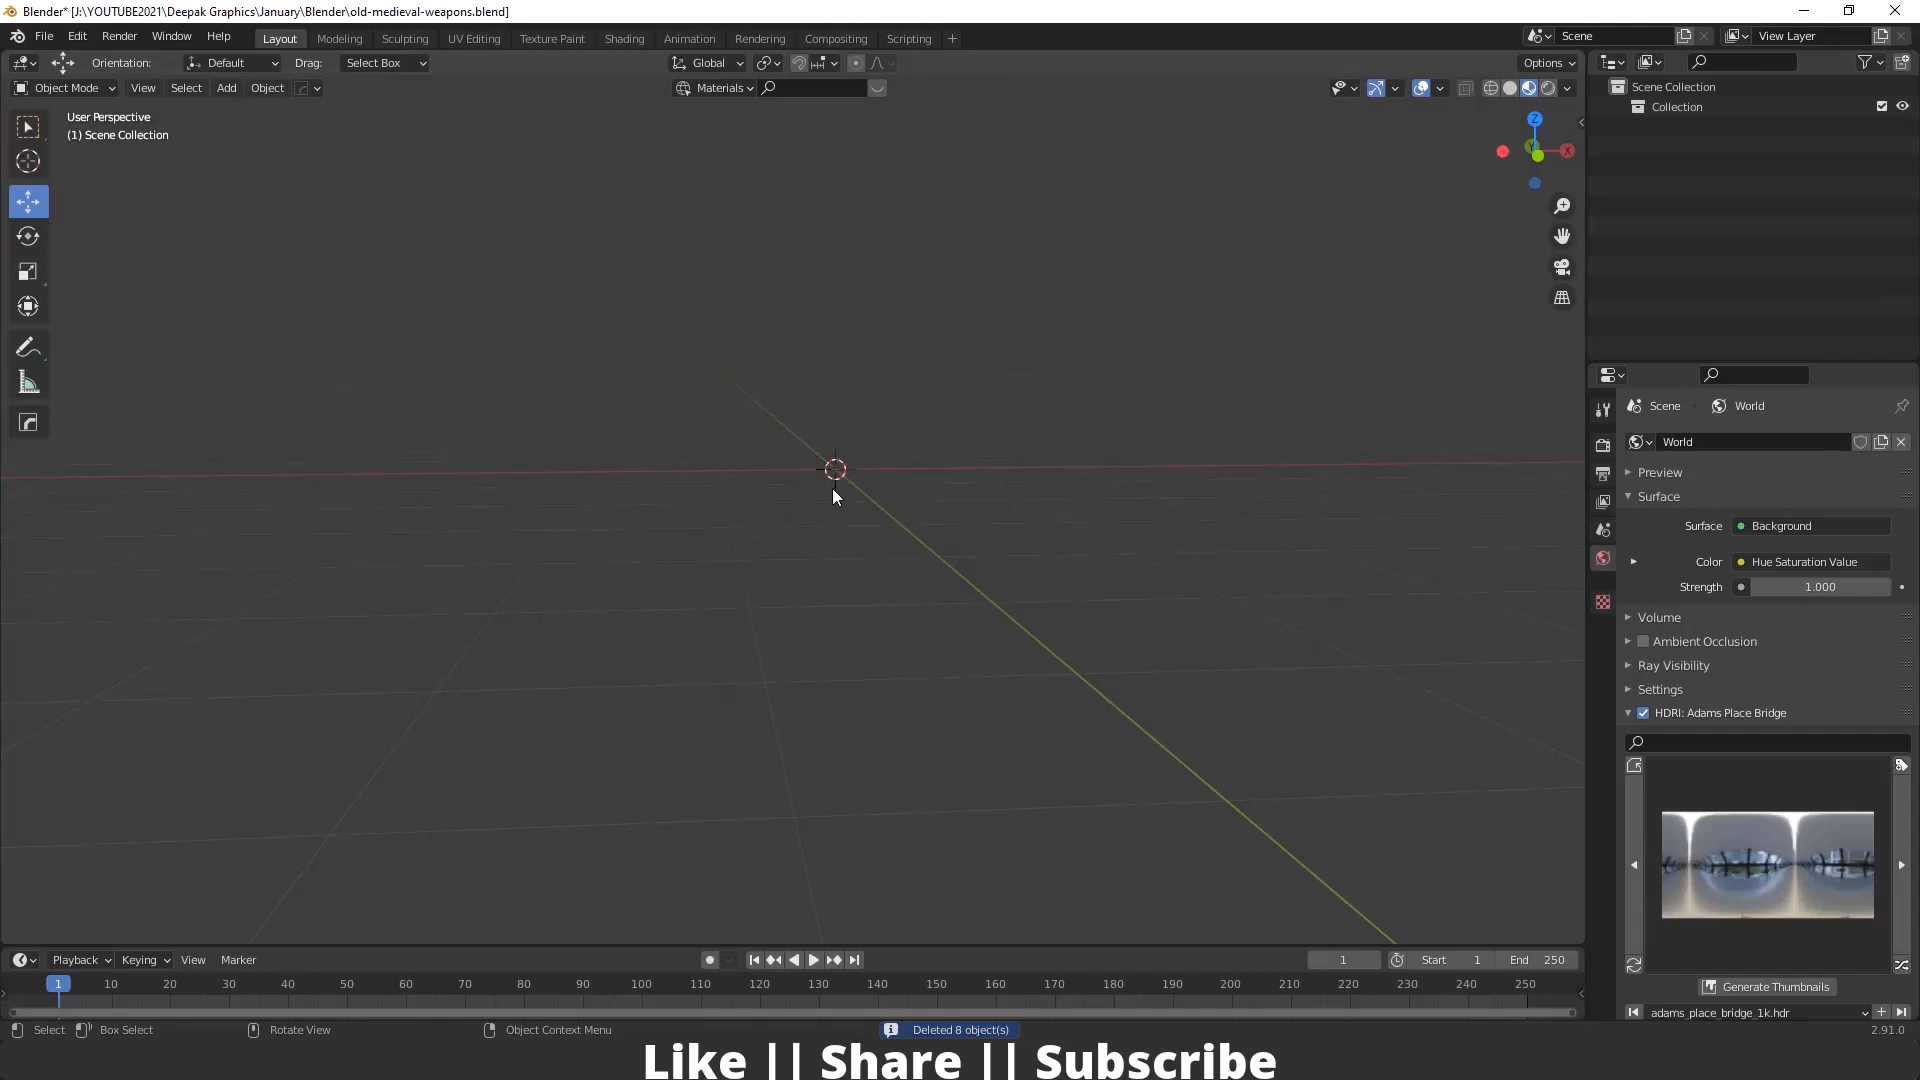 Blender* [J:\YOUTUBE2021\Deepak Graphics\January\Blender\old-medieval-weapons.blend]
File Edit Render Window Help Layout Modeling Sculpting UV Editing Texture Paint Shading Animation Rendering Compositing Scripting + Scene View Layer
Orientation: Default Drag: Select Box Global Options
Object Mode View Select Add Object Materials
User Perspective
(1) Scene Collection
Z
Y
X
Scene Collection
Collection
Scene World
World
Preview
Surface
Surface Background
Color Hue Saturation Value
Strength 1.000
Volume
Ambient Occlusion
Ray Visibility
Settings
HDRI: Adams Place Bridge
Generate Thumbnails
adams_place_bridge_1k.hdr
Playback Keying View Marker 1 Start 1 End 250
1 10 20 30 40 50 60 70 80 90 100 110 120 130 140 150 160 170 180 190 200 210 220 230 240 250
Select Box Select Rotate View Object Context Menu Deleted 8 object(s) 2.91.0
Like || Share || Subscribe